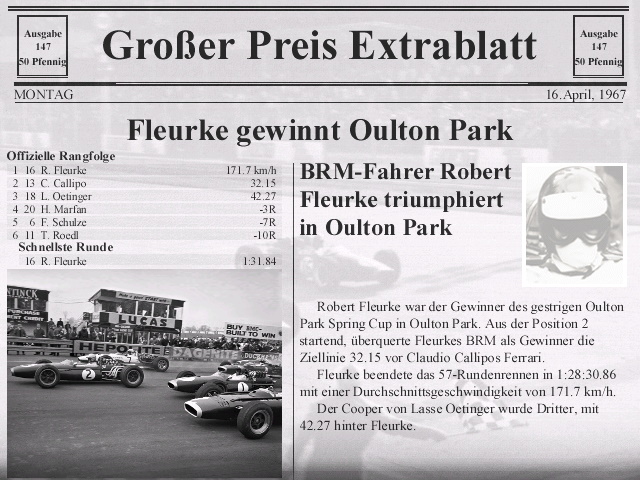 Ausgabe
147
50 Pfennig
Großer Preis Extrablatt
Ausgabe
147
50 Pfennig
MONTAG
16.April, 1967
Fleurke gewinnt Oulton Park
Offizielle Rangfolge
1 16 R. Fleurke 171.7 km/h
2 13 C. Callipo 32.15
3 18 L. Oetinger 42.27
4 20 H. Marfan -3R
5 6 F. Schulze -7R
6 11 T. Roedl -10R
Schnellste Runde
16 R. Fleurke 1:31.84
LUCAS
BUY
BUILT TO WIN
2
1
BRM-Fahrer Robert
Fleurke triumphiert
in Oulton Park
Robert Fleurke war der Gewinner des gestrigen Oulton
Park Spring Cup in Oulton Park. Aus der Position 2
startend, überquerte Fleurkes BRM als Gewinner die
Ziellinie 32.15 vor Claudio Callipos Ferrari.
Fleurke beendete das 57-Rundenrennen in 1:28:30.86
mit einer Durchschnittsgeschwindigkeit von 171.7 km/h.
Der Cooper von Lasse Oetinger wurde Dritter, mit
42.27 hinter Fleurke.